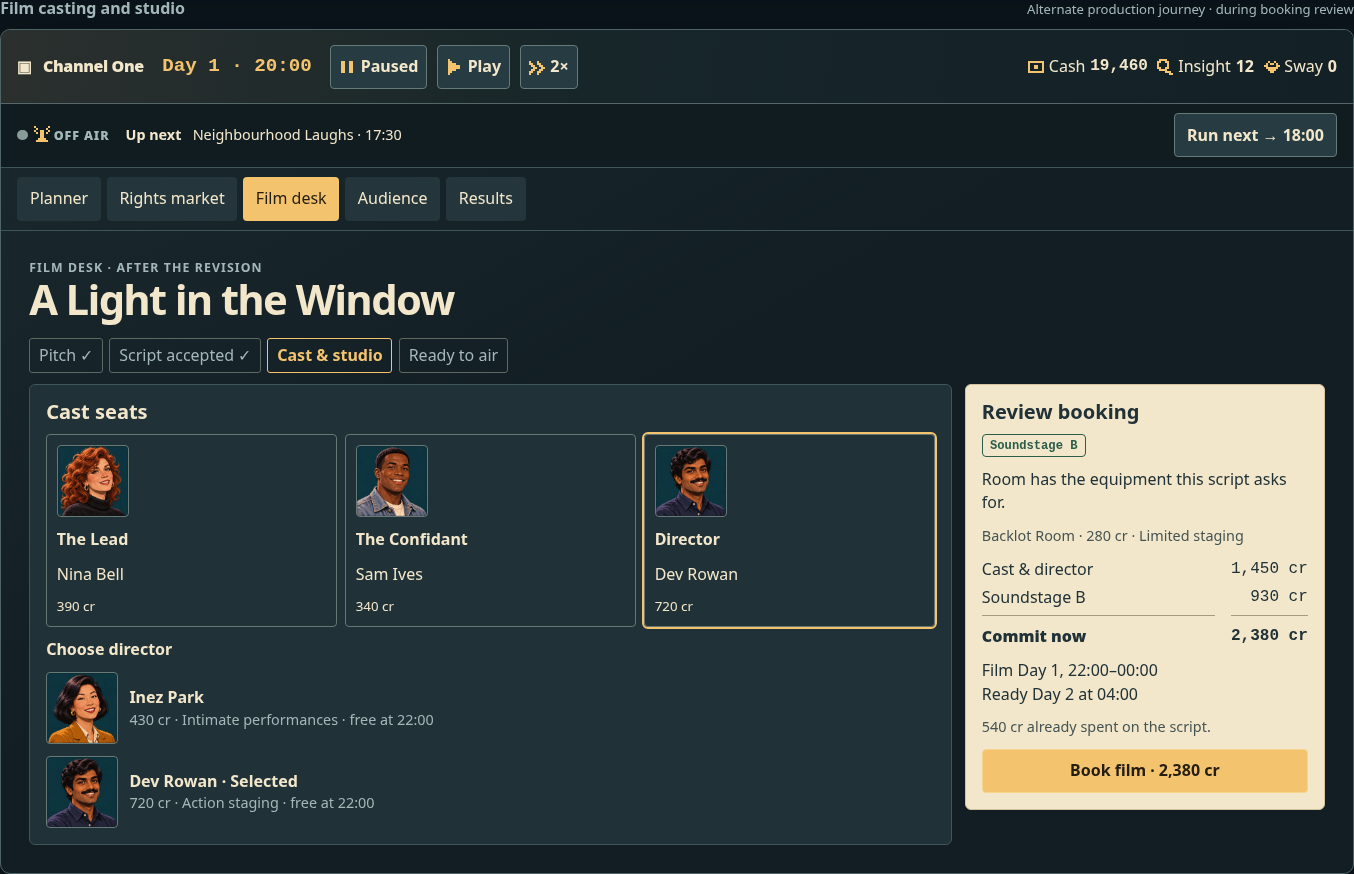 Film casting and studio
Alternate production journey · during booking review
Channel One Day 1 · 20:00 Paused Play 2× Cash 19,460 Insight 12 Sway 0
OFF AIR Up next Neighbourhood Laughs · 17:30 Run next → 18:00
Planner Rights market Film desk Audience Results
FILM DESK · AFTER THE REVISION
A Light in the Window
Pitch ✓ Script accepted ✓ Cast & studio Ready to air
Cast seats
The Lead
Nina Bell
390 cr
The Confidant
Sam Ives
340 cr
Director
Dev Rowan
720 cr
Choose director
Inez Park
430 cr · Intimate performances · free at 22:00
Dev Rowan · Selected
720 cr · Action staging · free at 22:00
Review booking
Soundstage B
Room has the equipment this script asks
for.
Backlot Room · 280 cr · Limited staging
Cast & director 1,450 cr
Soundstage B 930 cr
Commit now 2,380 cr
Film Day 1, 22:00–00:00
Ready Day 2 at 04:00
540 cr already spent on the script.
Book film · 2,380 cr